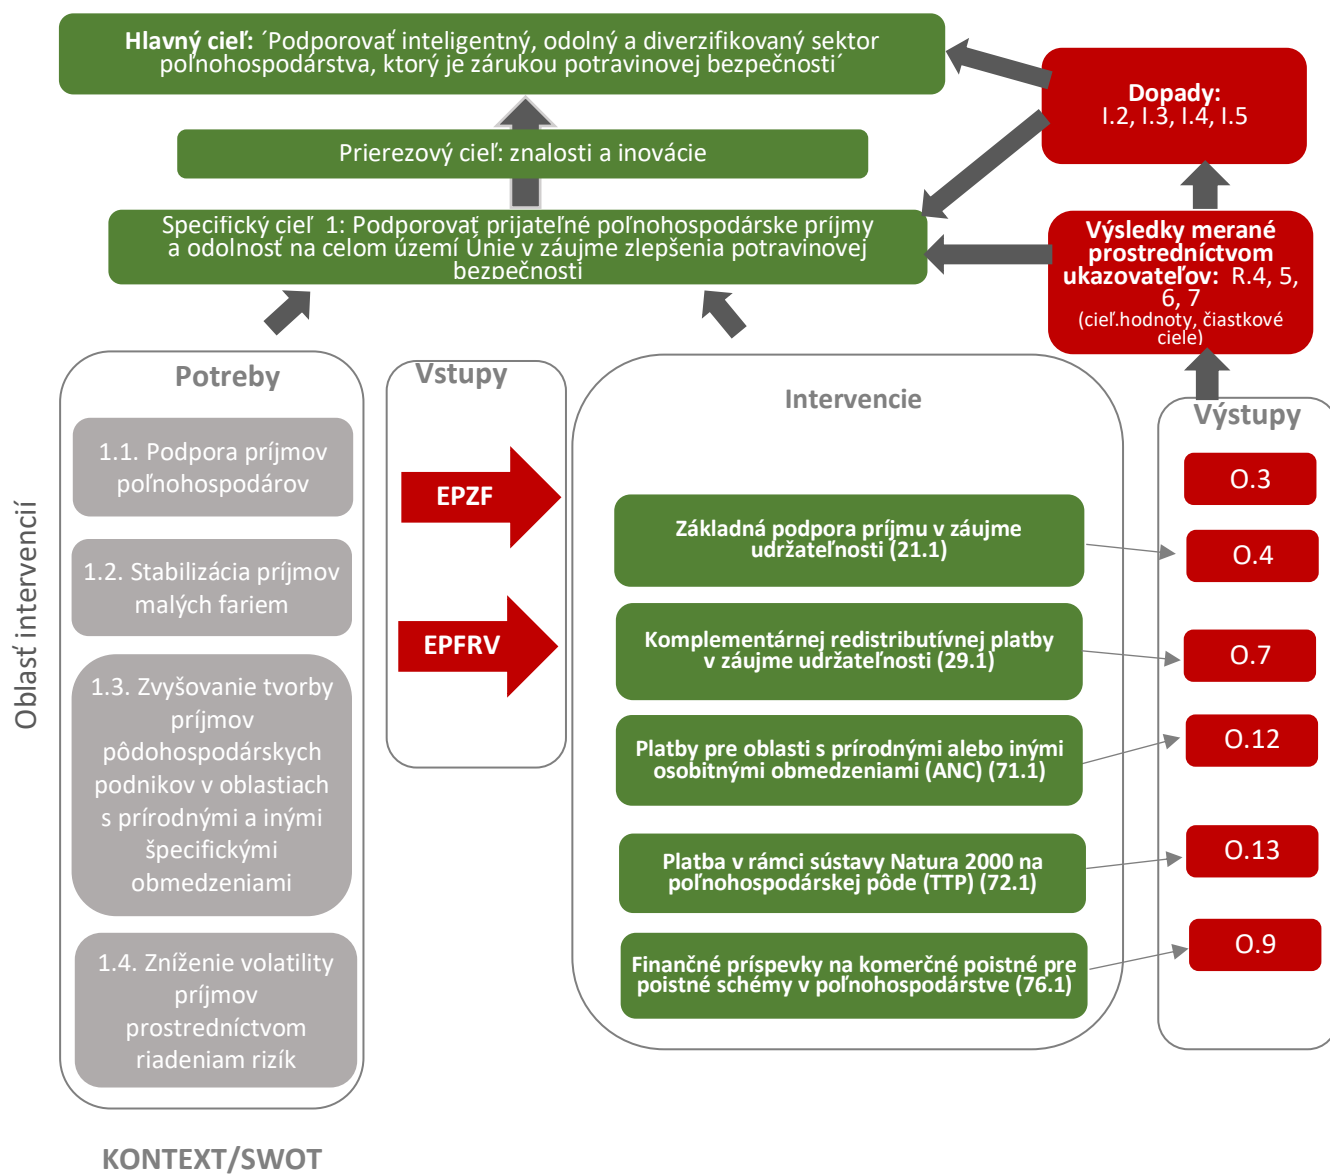 Hlavný cieľ: ´Podporovať inteligentný, odolný a diverzifikovaný sektor
poľnohospodárstva, ktorý je zárukou potravinovej bezpečnosti´
Dopady:
I.2, I.3, I.4, I.5
Prierezový cieľ: znalosti a inovácie
Specifický cieľ 1: Podporovať prijateľné poľnohospodárske príjmy
a odolnosť na celom území Únie v záujme zlepšenia potravinovej
bezpečnosti
Výsledky merané
prostredníctvom
ukazovateľov: R.4, 5,
6, 7
(cieľ.hodnoty, čiastkové
ciele)
Oblasť intervencií
Potreby
1.1. Podpora príjmov
poľnohospodárov
1.2. Stabilizácia príjmov
malých fariem
1.3. Zvyšovanie tvorby
príjmov
pôdohospodárskych
podnikov v oblastiach
s prírodnými a inými
špecifickými
obmedzeniami
1.4. Zníženie volatility
príjmov
prostredníctvom
riadeniam rizík
Vstupy
EPZF
EPFRV
Intervencie
Základná podpora príjmu v záujme
udržateľnosti (21.1)
Komplementárnej redistributívnej platby
v záujme udržateľnosti (29.1)
Platby pre oblasti s prírodnými alebo inými
osobitnými obmedzeniami (ANC) (71.1)
Platba v rámci sústavy Natura 2000 na
poľnohospodárskej pôde (TTP) (72.1)
Finančné príspevky na komerčné poistné pre
poistné schémy v poľnohospodárstve (76.1)
Výstupy
O.3
O.4
O.7
O.12
O.13
O.9
KONTEXT/SWOT